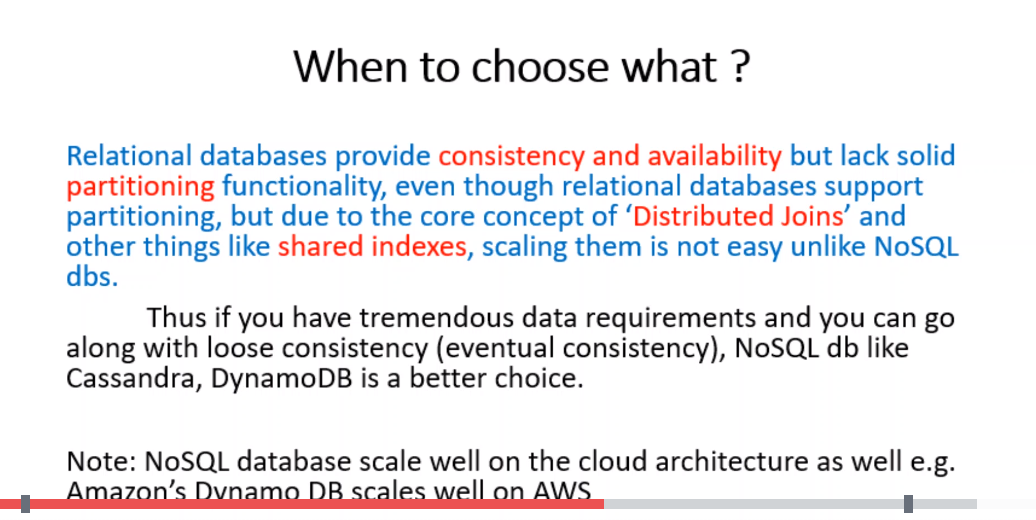 When to choose what ?
Relational databases provide consistency and availability but lack solid
partitioning functionality, even though relational databases support
partitioning, but due to the core concept of ‘Distributed Joins’ and
other things like shared indexes, scaling them is not easy unlike NoSQL
dbs.
Thus if you have tremendous data requirements and you can go
along with loose consistency (eventual consistency), NoSQL db like
Cassandra, DynamoDB is a better choice.
Note: NoSQL database scale well on the cloud architecture as well e.g.
Amazon’s Dynamo DB scales well on AWS